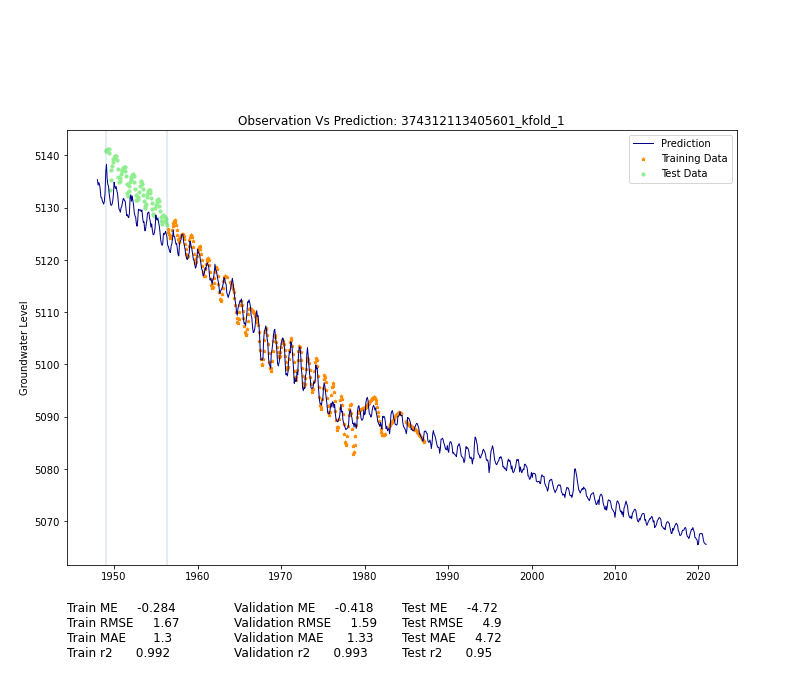 Observation Vs Prediction: 374312113405601_kfold_1
Prediction
Training Data
Test Data
Groundwater Level
5140
5130
5120
5110
5100
5090
5080
5070
1950 1960 1970 1980 1990 2000 2010 2020
Train ME -0.284 Validation ME -0.418 Test ME -4.72
Train RMSE 1.67 Validation RMSE 1.59 Test RMSE 4.9
Train MAE 1.3 Validation MAE 1.33 Test MAE 4.72
Train r2 0.992 Validation r2 0.993 Test r2 0.95